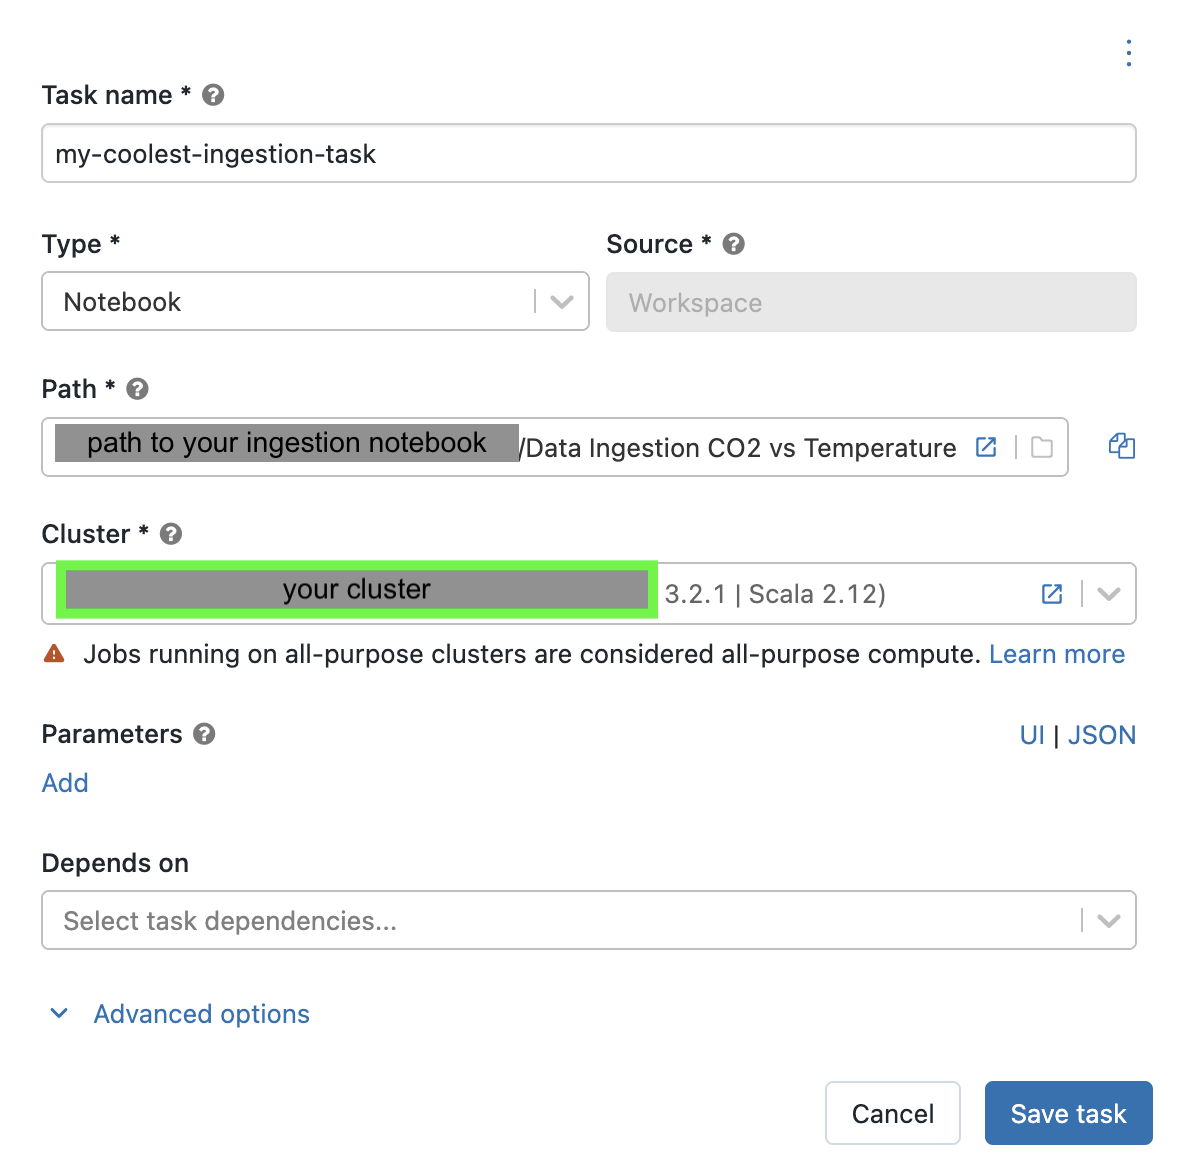 Task name *
my-coolest-ingestion-task
Type * Source *
Notebook Workspace
Path *
path to your ingestion notebook /Data Ingestion CO2 vs Temperature
Cluster *
your cluster 3.2.1 | Scala 2.12)
Jobs running on all-purpose clusters are considered all-purpose compute. Learn more
Parameters UI | JSON
Add
Depends on
Select task dependencies...
Advanced options
Cancel Save task